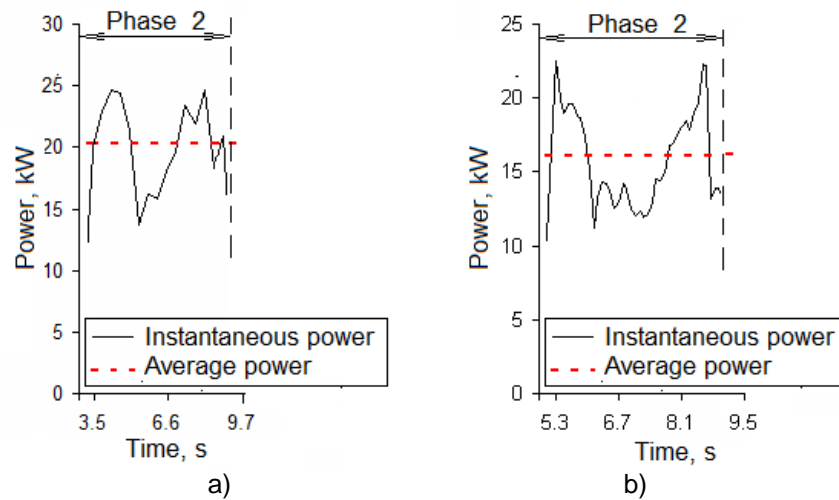 30
Phase 2
25
20
15
10
5
0
Power, kW
Instantaneous power
Average power
3.5 6.6 9.7
Time, s
a)
25
Phase 2
20
15
10
5
0
Power, kW
Instantaneous power
Average power
5.3 6.7 8.1 9.5
Time, s
b)